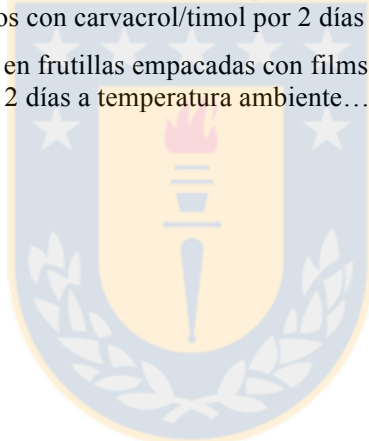 os con carvacrol/timol por 2 días
en frutillas empacadas con films
2 días a temperatura ambiente…